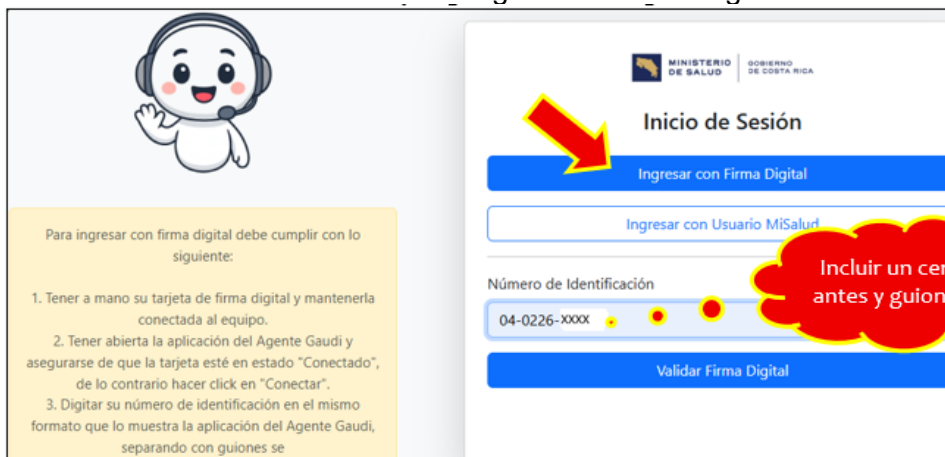 Para ingresar con firma digital debe cumplir con lo
siguiente:
1. Tener a mano su tarjeta de firma digital y mantenerla
conectada al equipo.
2. Tener abierta la aplicación del Agente Gaudi y
asegurarse de que la tarjeta esté en estado "Conectado",
de lo contrario hacer click en "Conectar".
3. Digitar su número de identificación en el mismo
formato que lo muestra la aplicación del Agente Gaudi,
separando con guiones se
MINISTERIO
DE SALUD
GOBIERNO
DE COSTA RICA
Inicio de Sesión
Ingresar con Firma Digital
Ingresar con Usuario MiSalud
Número de Identificación
04-0226-XXXX
Incluir un cer
antes y guion
Validar Firma Digital